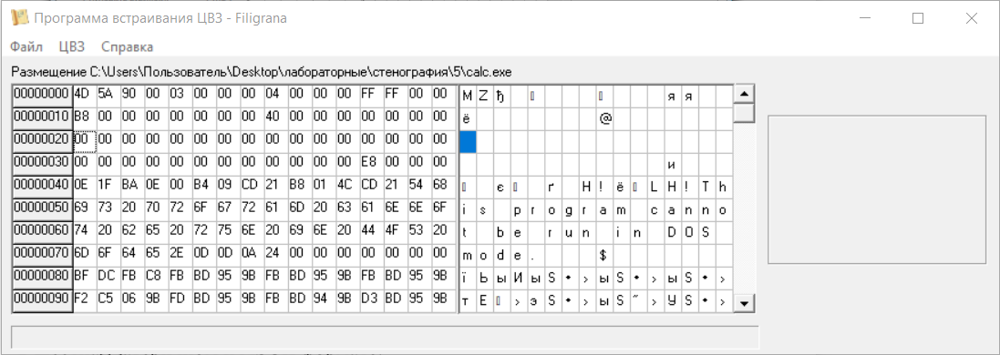 Программа встраивания ЦВЗ - Filigrana
Файл ЦВЗ Справка
Размещение C:\Users\Пользователь\Desktop\лабораторные\стенография\5\calc.exe
00000000 4D 5A 90 00 03 00 00 00 04 00 00 00 FF FF 00 00 M Z ђ я я
00000010 B8 00 00 00 00 00 00 00 40 00 00 00 00 00 00 00 ё @
00000020 00 00 00 00 00 00 00 00 00 00 00 00 00 00 00 00
00000030 00 00 00 00 00 00 00 00 00 00 00 00 E8 00 00 00 и
00000040 0E 1F BA 0E 00 B4 09 CD 21 B8 01 4C CD 21 54 68 є ґ Н ! ё L Н ! T h
00000050 69 73 20 70 72 6F 67 72 61 6D 20 63 61 6E 6E 6F i s p r o g r a m c a n n o
00000060 74 20 62 65 20 72 75 6E 20 69 6E 20 44 4F 53 20 t b e r u n i n D O S
00000070 6D 6F 64 65 2E 0D 0D 0A 24 00 00 00 00 00 00 00 m o d e . $
00000080 BF DC FB C8 FB BD 95 9B FB BD 95 9B FB BD 95 9B ї Ь ы И ы Ѕ • › ы Ѕ • › ы Ѕ • ›
00000090 F2 C5 06 9B FD BD 95 9B FB BD 94 9B D3 BD 95 9B т Е › э Ѕ • › ы Ѕ ” › У Ѕ • ›